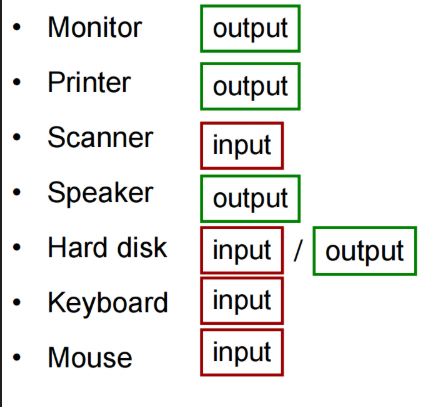 • Monitor output
• Printer output
• Scanner input
• Speaker output
• Hard disk input / output
• Keyboard input
• Mouse input